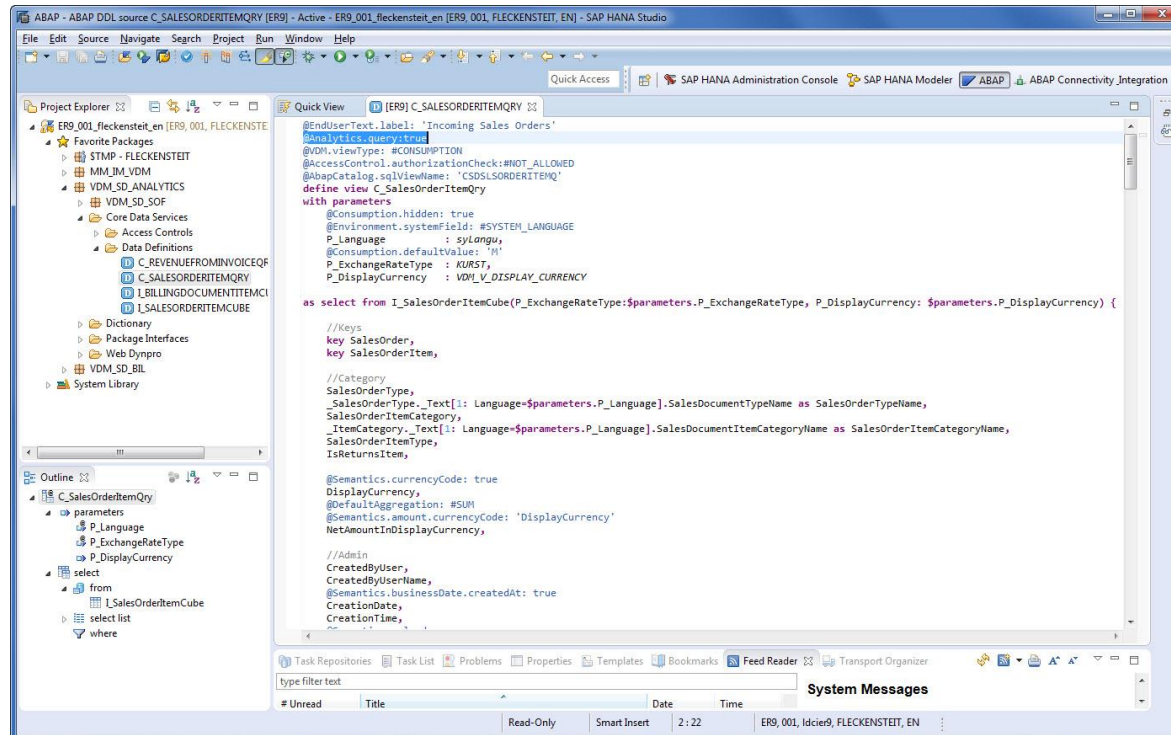 ABAP - ABAP DDL source C_SALESORDERITEMQRY [ER9] - Active - ER9_001_fleckensteit_en [ER9, 001, FLECKENSTEIT, EN] - SAP HANA Studio
File Edit Source Navigate Search Project Run Window Help
Quick Access SAP HANA Administration Console SAP HANA Modeler ABAP ABAP Connectivity_Integration
Project Explorer
ER9_001_fleckensteit_en [ER9, 001, FLECKENSTE
Favorite Packages
$TMP - FLECKENSTEIT
MM_IM_VDM
VDM_SD_ANALYTICS
VDM_SD_SOF
Core Data Services
Access Controls
Data Definitions
C_REVENUEFROMINVOICEQR
C_SALESORDERITEMQRY
I_BILLINGDOCUMENTITEMCU
I_SALESORDERITEMCUBE
Dictionary
Package Interfaces
Web Dynpro
VDM_SD_BIL
System Library
Outline
C_SalesOrderItemQry
parameters
P_Language
P_ExchangeRateType
P_DisplayCurrency
select
from
I_SalesOrderItemCube
select list
where
Quick View [ER9] C_SALESORDERITEMQRY
@EndUserText.label: 'Incoming Sales Orders'
@Analytics.query:true
@VDM.viewType: #CONSUMPTION
@AccessControl.authorizationCheck:#NOT_ALLOWED
@AbapCatalog.sqlViewName: 'CSDSLSORDERITEMQ'
define view C_SalesOrderItemQry
with parameters
@Consumption.hidden: true
@Environment.systemField: #SYSTEM_LANGUAGE
P_Language : syLangu,
@Consumption.defaultValue: 'M'
P_ExchangeRateType : KURST,
P_DisplayCurrency : VDM_V_DISPLAY_CURRENCY
as select from I_SalesOrderItemCube(P_ExchangeRateType:$parameters.P_ExchangeRateType, P_DisplayCurrency: $parameters.P_DisplayCurrency) {
//Keys
key SalesOrder,
key SalesOrderItem,
//Category
SalesOrderType,
_SalesOrderType._Text[1: Language=$parameters.P_Language].SalesDocumentTypeName as SalesOrderTypeName,
SalesOrderItemCategory,
_ItemCategory._Text[1: Language=$parameters.P_Language].SalesDocumentItemCategoryName as SalesOrderItemCategoryName,
SalesOrderItemType,
IsReturnsItem,
@Semantics.currencyCode: true
DisplayCurrency,
@DefaultAggregation: #SUM
@Semantics.amount.currencyCode: 'DisplayCurrency'
NetAmountInDisplayCurrency,
//Admin
CreatedByUser,
CreatedByUserName,
@Semantics.businessDate.createdAt: true
CreationDate,
CreationTime,
Task Repositories Task List Problems Properties Templates Bookmarks Feed Reader Transport Organizer
type filter text
# Unread Title Date Time
System Messages
Read-Only Smart Insert 2 : 22 ER9, 001, ldcier9, FLECKENSTEIT, EN